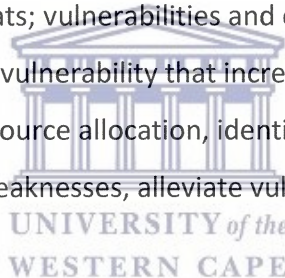 ats; vulnerabilities and
vulnerability that incre
ource allocation, identi
eaknesses, alleviate vul
UNIVERSITY of the
WESTERN CAPE